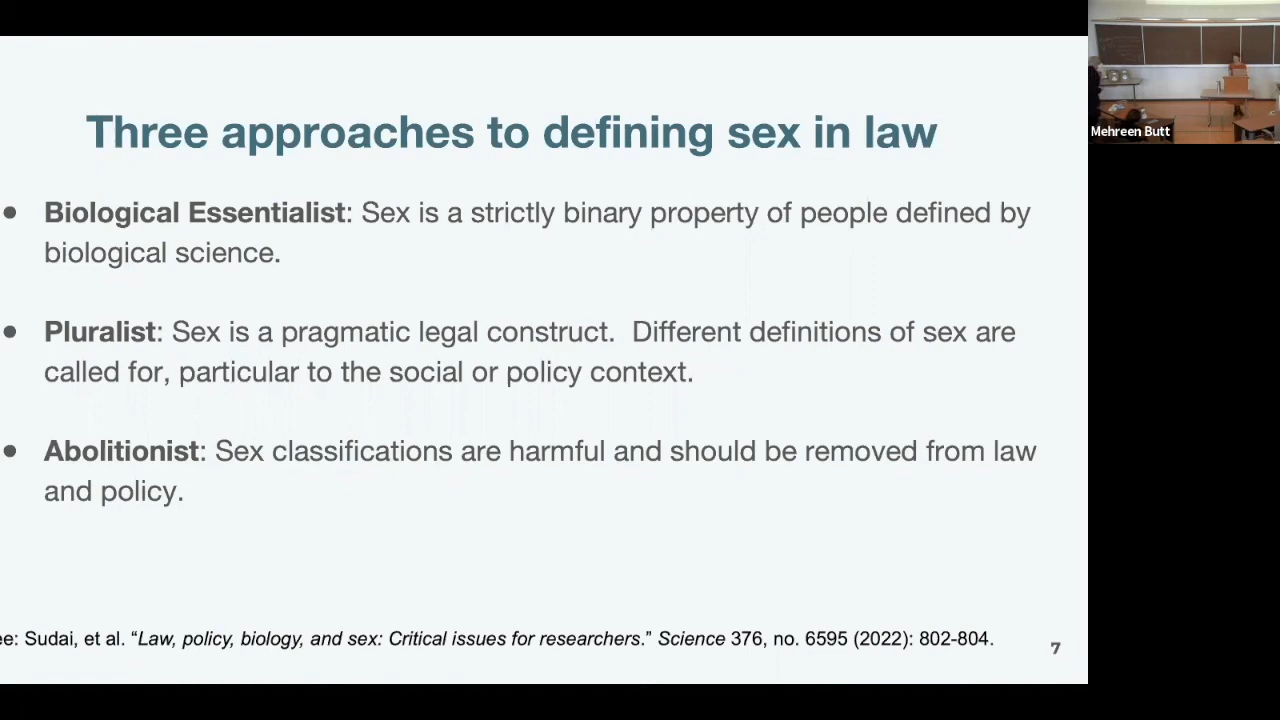 Three approaches to defining sex in law
● Biological Essentialist: Sex is a strictly binary property of people defined by
biological science.
● Pluralist: Sex is a pragmatic legal construct.  Different definitions of sex are
called for, particular to the social or policy context.
● Abolitionist: Sex classifications are harmful and should be removed from law
and policy.
ee: Sudai, et al. “Law, policy, biology, and sex: Critical issues for researchers.” Science 376, no. 6595 (2022): 802-804.
7
Mehreen Butt